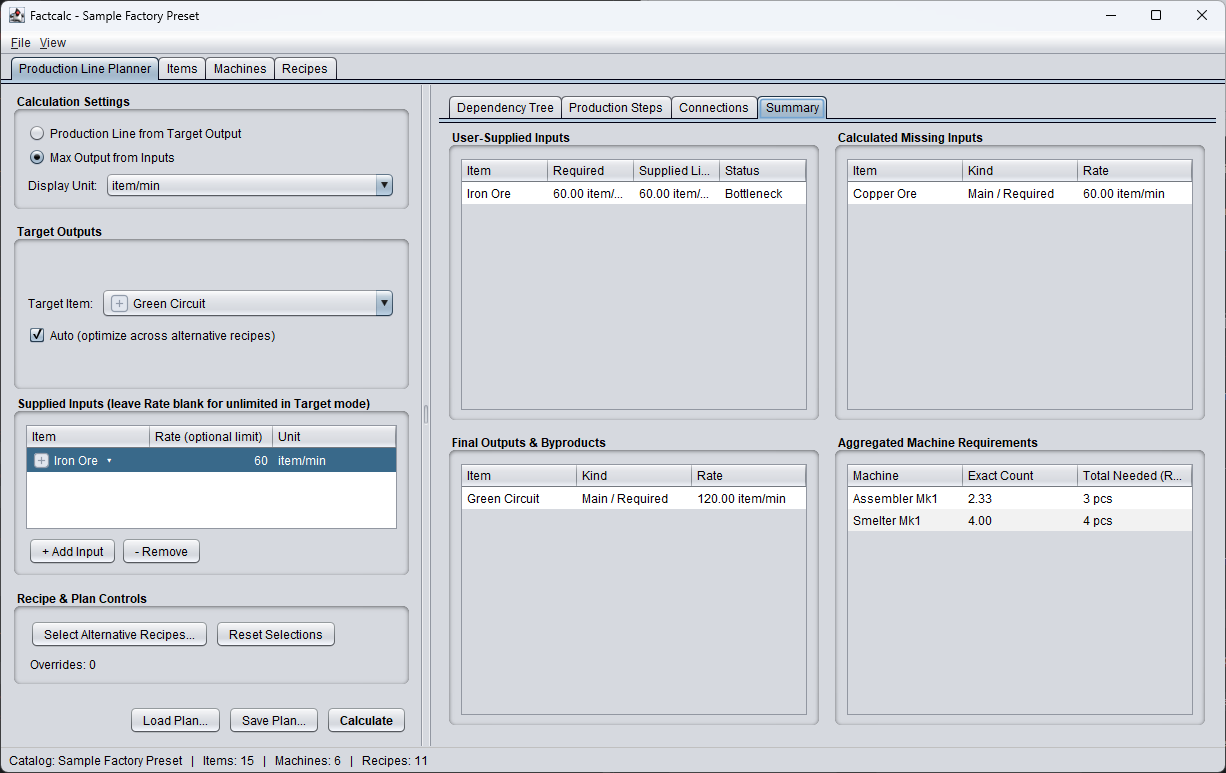 Factcalc - Sample Factory Preset
File View
Production Line Planner Items Machines Recipes
Calculation Settings
Production Line from Target Output
Max Output from Inputs
Display Unit: item/min
Target Outputs
Target Item: Green Circuit
Auto (optimize across alternative recipes)
Supplied Inputs (leave Rate blank for unlimited in Target mode)
Item Rate (optional limit) Unit
Iron Ore 60 item/min
+ Add Input - Remove
Recipe & Plan Controls
Select Alternative Recipes... Reset Selections
Overrides: 0
Load Plan... Save Plan... Calculate
Dependency Tree Production Steps Connections Summary
User-Supplied Inputs
Item Required Supplied Li... Status
Iron Ore 60.00 item/... 60.00 item/... Bottleneck
Calculated Missing Inputs
Item Kind Rate
Copper Ore Main / Required 60.00 item/min
Final Outputs & Byproducts
Item Kind Rate
Green Circuit Main / Required 120.00 item/min
Aggregated Machine Requirements
Machine Exact Count Total Needed (R...
Assembler Mk1 2.33 3 pcs
Smelter Mk1 4.00 4 pcs
Catalog: Sample Factory Preset | Items: 15 | Machines: 6 | Recipes: 11